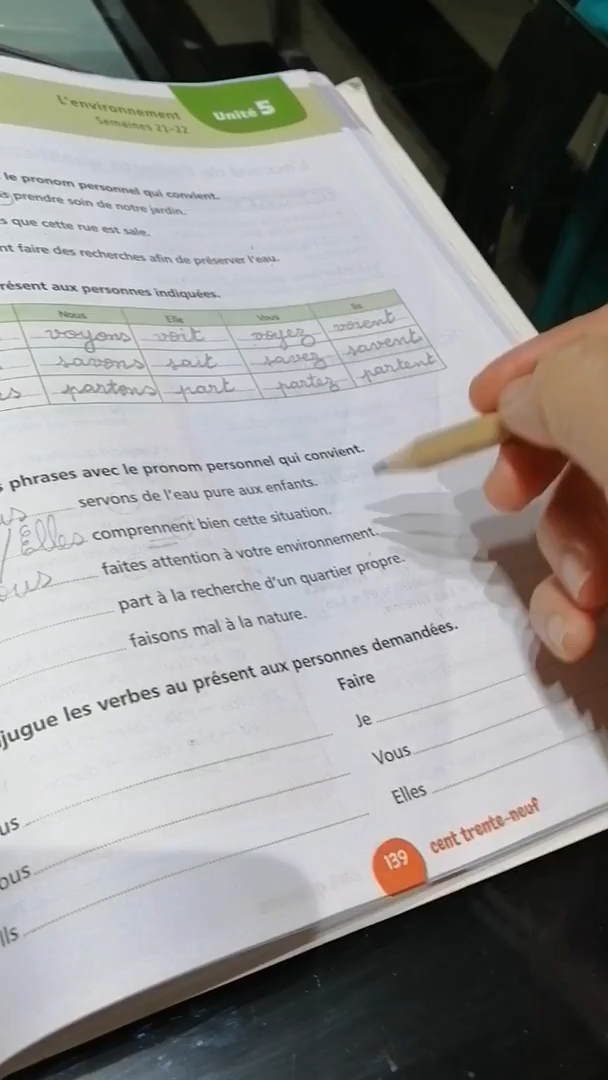 L'environnement
Semaines 21-22
Unité 5
le pronom personnel qui convient.
prendre soin de notre jardin.
que cette rue est sale.
nt faire des recherches afin de préserver l'eau.
résent aux personnes indiquées.
Nous Elle Vous Ils
voyons voit voyez voient
savons sait savez savent
partons part partez partent
phrases avec le pronom personnel qui convient.
us servons de l'eau pure aux enfants.
/ Elles comprennent bien cette situation.
ous faites attention à votre environnement.
part à la recherche d'un quartier propre.
faisons mal à la nature.
jugue les verbes au présent aux personnes demandées.
Faire
us Je
ous Vous
Ils Elles
139 cent trente-neuf